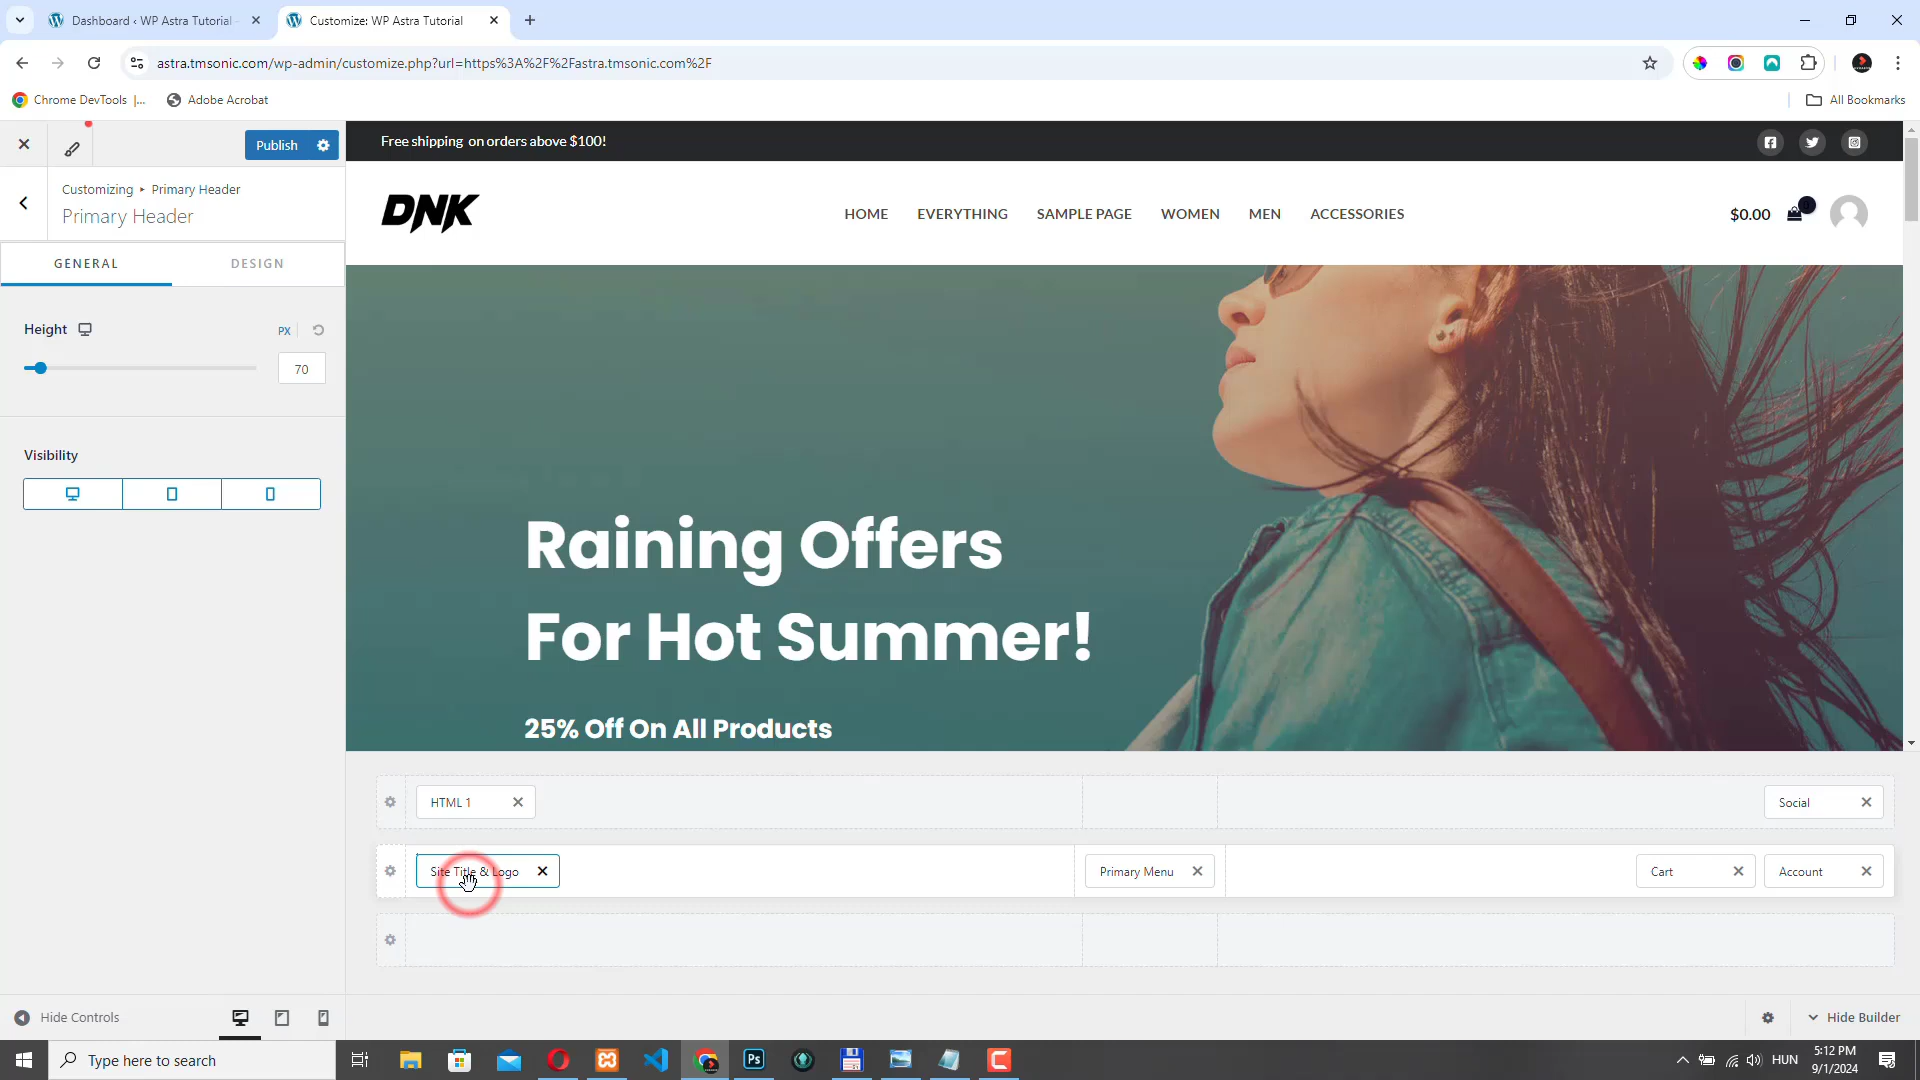 Dashboard ‹ WP Astra Tutorial
Customize: WP Astra Tutorial
astra.tmsonic.com/wp-admin/customize.php?url=https%3A%2F%2Fastra.tmsonic.com%2F
Chrome DevTools |...
Adobe Acrobat
All Bookmarks
Publish
Customizing ▸ Primary Header
Primary Header
GENERAL
DESIGN
Height
PX
70
Visibility
Free shipping on orders above $100!
DNK
HOME
EVERYTHING
SAMPLE PAGE
WOMEN
MEN
ACCESSORIES
$0.00
Raining Offers
For Hot Summer!
25% Off On All Products
HTML 1
Social
Site Title & Logo
Primary Menu
Cart
Account
Hide Controls
Hide Builder
Type here to search
Ps
HUN
5:12 PM
9/1/2024